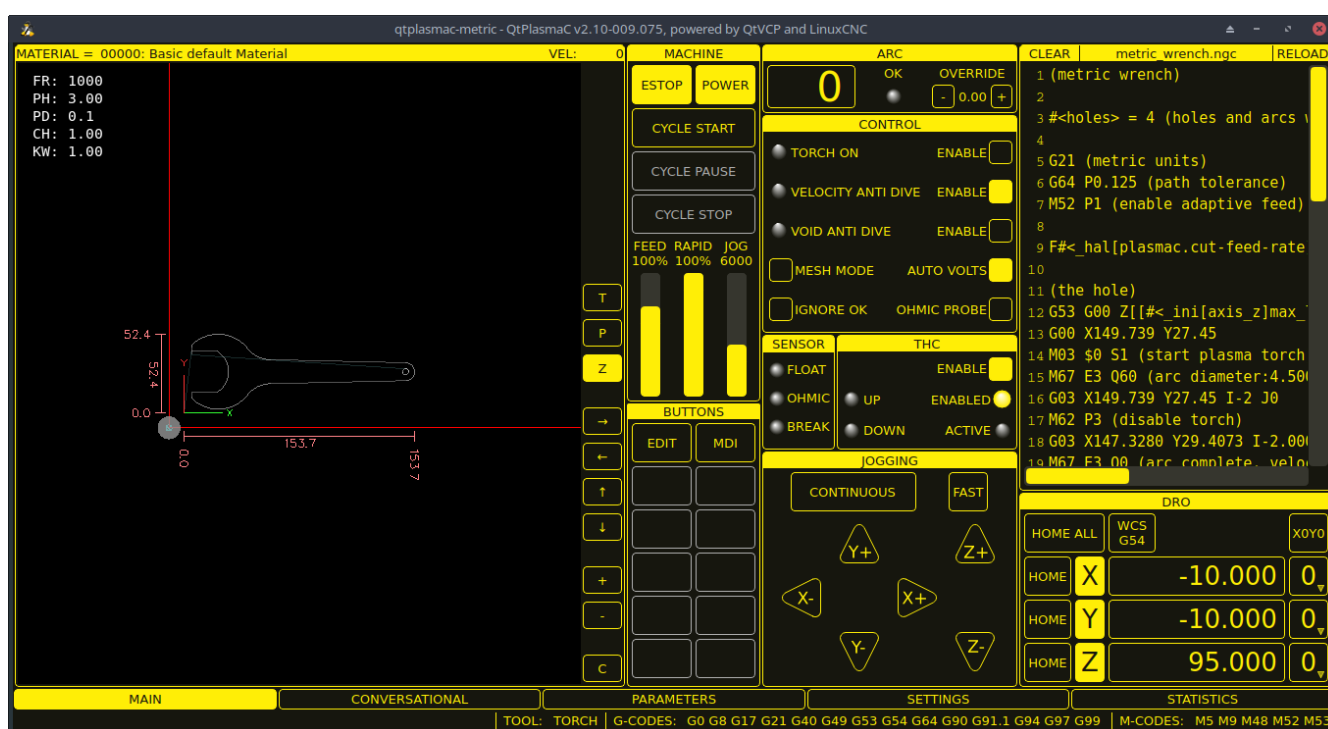 qtplasmac-metric - QtPlasmaC v2.10-009.075, powered by QtVCP and LinuxCNC
MATERIAL = 00000: Basic default Material
VEL: 0
FR: 1000
PH: 3.00
PD: 0.1
CH: 1.00
KW: 1.00
52.4
52.4
Y
0.0
X
153.7
0.0
153.7
T
P
Z
→
←
↑
↓
+
-
C
MACHINE
ESTOP POWER
CYCLE START
CYCLE PAUSE
CYCLE STOP
FEED RAPID JOG
100% 100% 6000
BUTTONS
EDIT MDI
ARC
0
OK OVERRIDE
- 0.00 +
CONTROL
TORCH ON ENABLE
VELOCITY ANTI DIVE ENABLE
VOID ANTI DIVE ENABLE
MESH MODE AUTO VOLTS
IGNORE OK OHMIC PROBE
SENSOR
FLOAT
OHMIC
BREAK
THC
ENABLE
UP ENABLED
DOWN ACTIVE
JOGGING
CONTINUOUS FAST
Y+ Z+
X- X+
Y- Z-
CLEAR metric_wrench.ngc RELOAD
1 (metric wrench)
2
3 #<holes> = 4 (holes and arcs
4
5 G21 (metric units)
6 G64 P0.125 (path tolerance)
7 M52 P1 (enable adaptive feed)
8
9 F#<_hal[plasmac.cut-feed-rate
10
11 (the hole)
12 G53 G00 Z[[#<_ini[axis_z]max_
13 G00 X149.739 Y27.45
14 M03 $0 S1 (start plasma torch
15 M67 E3 Q60 (arc diameter:4.500
16 G03 X149.739 Y27.45 I-2 J0
17 M62 P3 (disable torch)
18 G03 X147.3280 Y29.4073 I-2.000
19 M67 E3 Q0 (arc complete, velo
DRO
HOME ALL WCS G54 X0Y0
HOME X -10.000 0
HOME Y -10.000 0
HOME Z 95.000 0
MAIN CONVERSATIONAL PARAMETERS SETTINGS STATISTICS
TOOL: TORCH G-CODES: G0 G8 G17 G21 G40 G49 G53 G54 G64 G90 G91.1 G94 G97 G99 M-CODES: M5 M9 M48 M52 M53